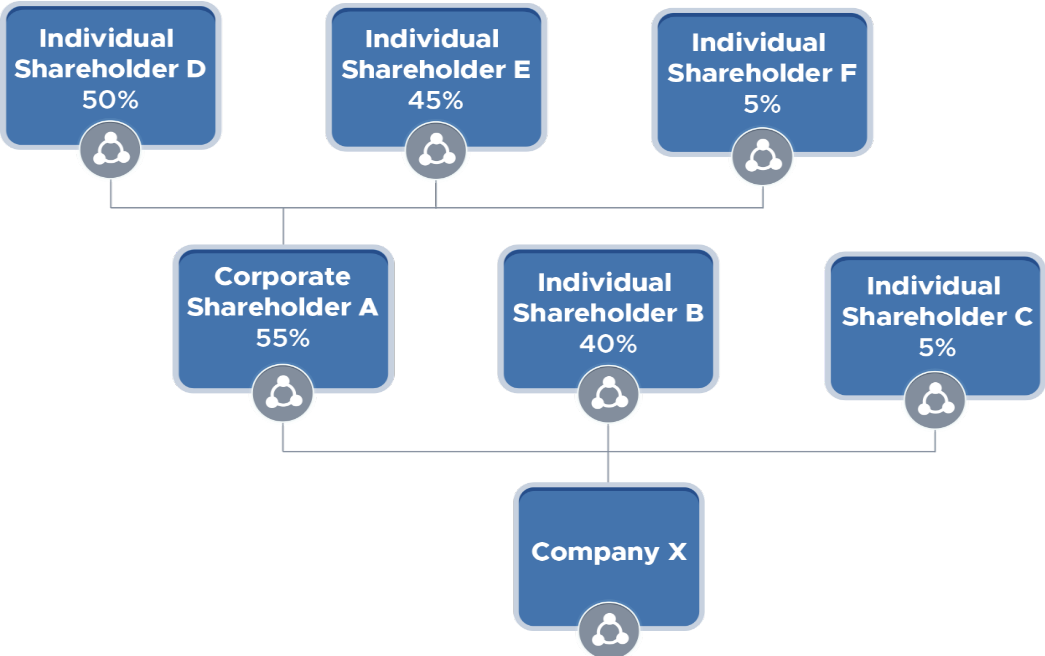 Individual
Shareholder D
50%
Individual
Shareholder E
45%
Individual
Shareholder F
5%
Corporate
Shareholder A
55%
Individual
Shareholder B
40%
Individual
Shareholder C
5%
Company X